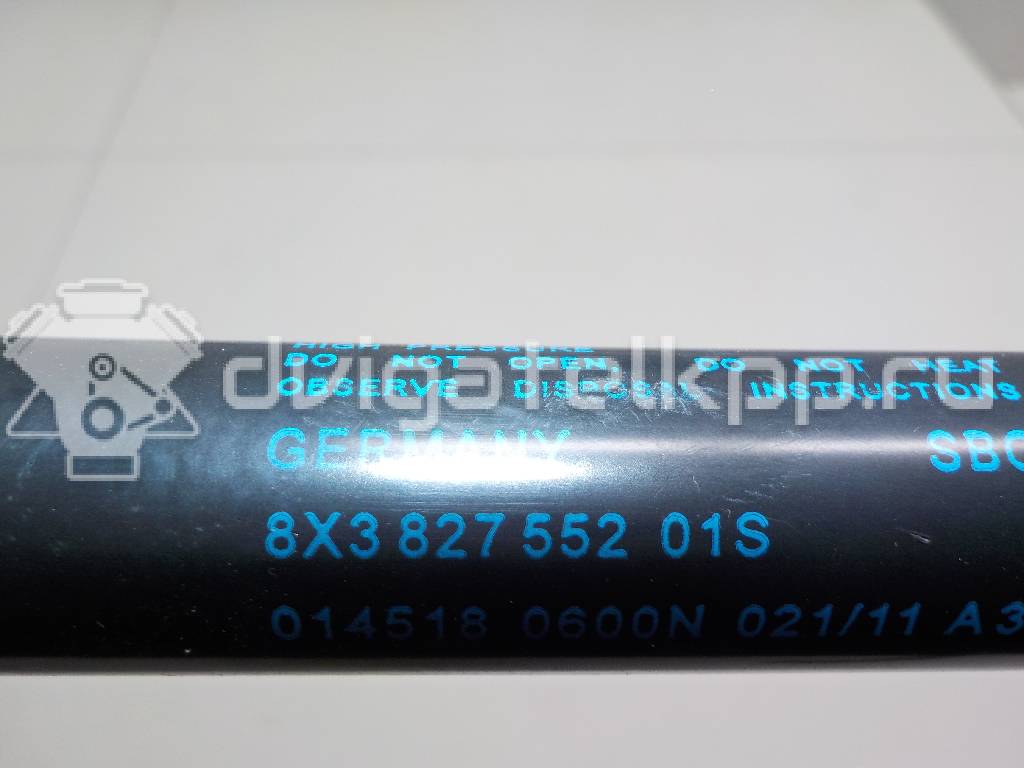 HIGH PRESSURE
DO NOT OPEN DO NOT HEAT
OBSERVE DISPOSAL INSTRUCTIONS
dvigatelkpp.ru
GERMANY SBC
8X3 827 552 01S
014518 0600N 021/11 A3